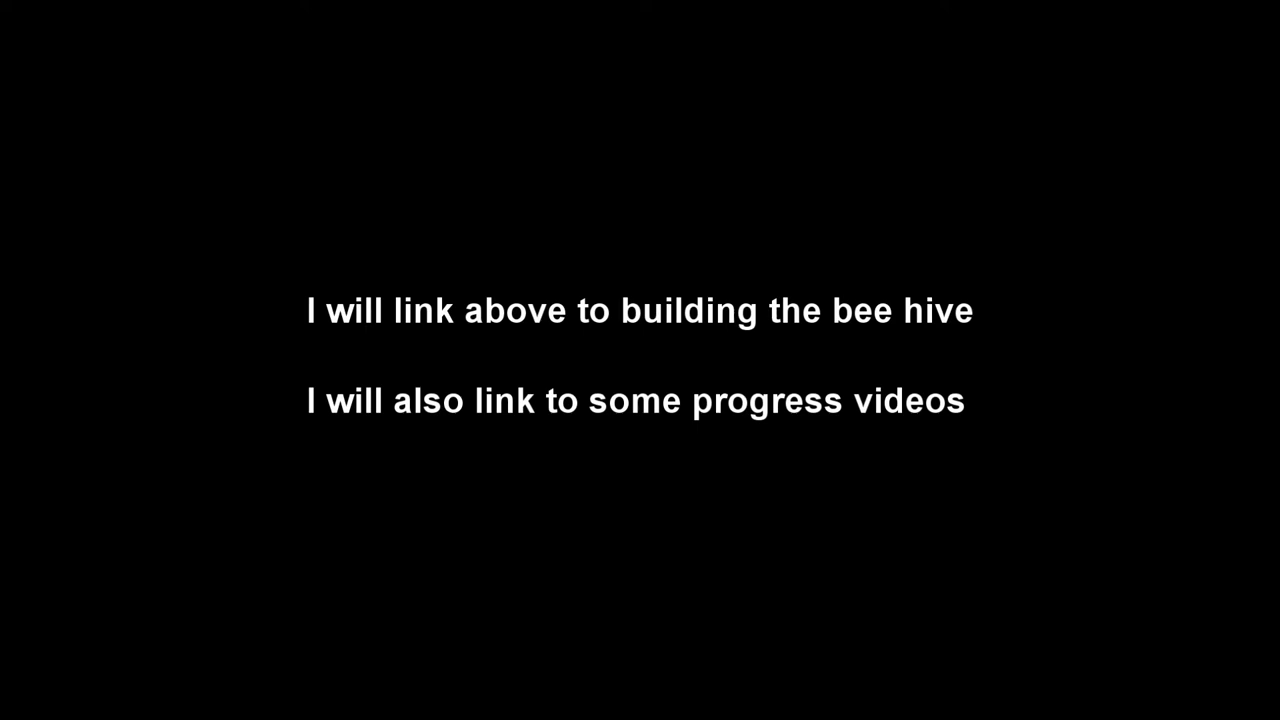 I will link above to building the bee hive
I will also link to some progress videos